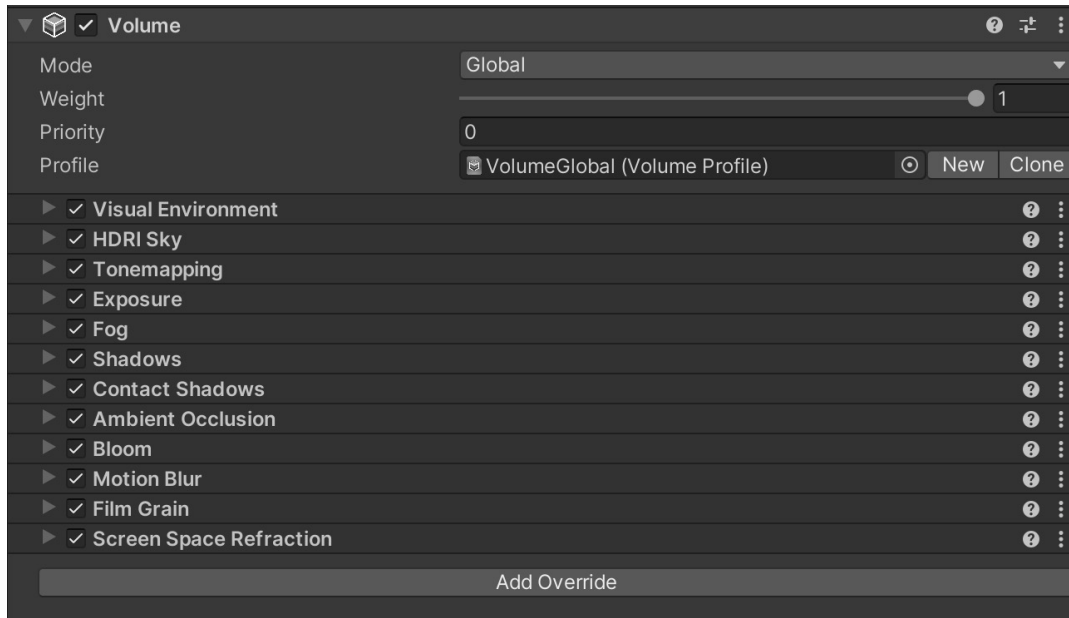 Volume
Mode Global
Weight 1
Priority 0
Profile VolumeGlobal (Volume Profile) New Clone
Visual Environment
HDRI Sky
Tonemapping
Exposure
Fog
Shadows
Contact Shadows
Ambient Occlusion
Bloom
Motion Blur
Film Grain
Screen Space Refraction
Add Override